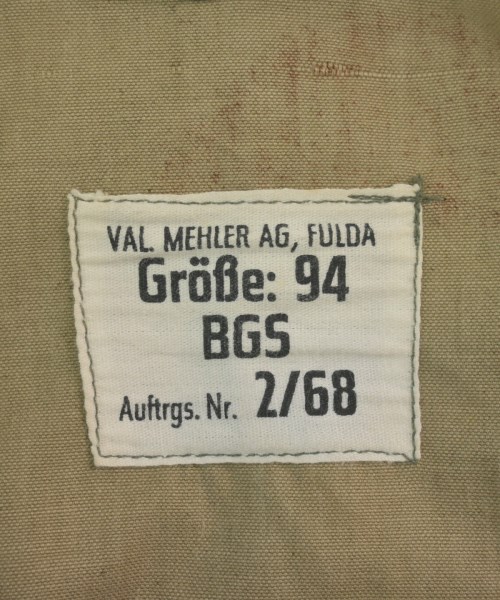 VAL. MEHLER AG, FULDA
Größe: 94
BGS
Auftrgs. Nr. 2/68